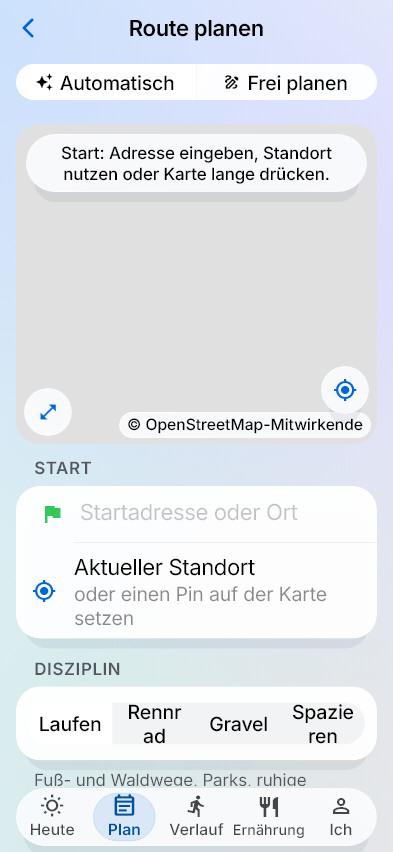 Route planen
Automatisch
Frei planen
Start: Adresse eingeben, Standort
nutzen oder Karte lange drücken.
© OpenStreetMap-Mitwirkende
START
Startadresse oder Ort
Aktueller Standort
oder einen Pin auf der Karte
setzen
DISZIPLIN
Laufen
Rennr
ad
Gravel
Spazie
ren
Fuß- und Waldwege, Parks, ruhige
Heute
Plan
Verlauf
Ernährung
Ich